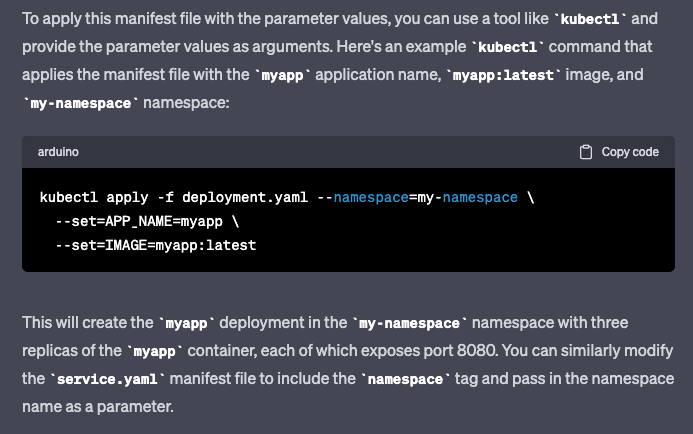 To apply this manifest file with the parameter values, you can use a tool like `kubectl` and
provide the parameter values as arguments. Here's an example `kubectl` command that
applies the manifest file with the `myapp` application name, `myapp:latest` image, and
`my-namespace` namespace:
arduino
Copy code
kubectl apply -f deployment.yaml --namespace=my-namespace \
  --set=APP_NAME=myapp \
  --set=IMAGE=myapp:latest
This will create the `myapp` deployment in the `my-namespace` namespace with three
replicas of the `myapp` container, each of which exposes port 8080. You can similarly modify
the `service.yaml` manifest file to include the `namespace` tag and pass in the namespace
name as a parameter.